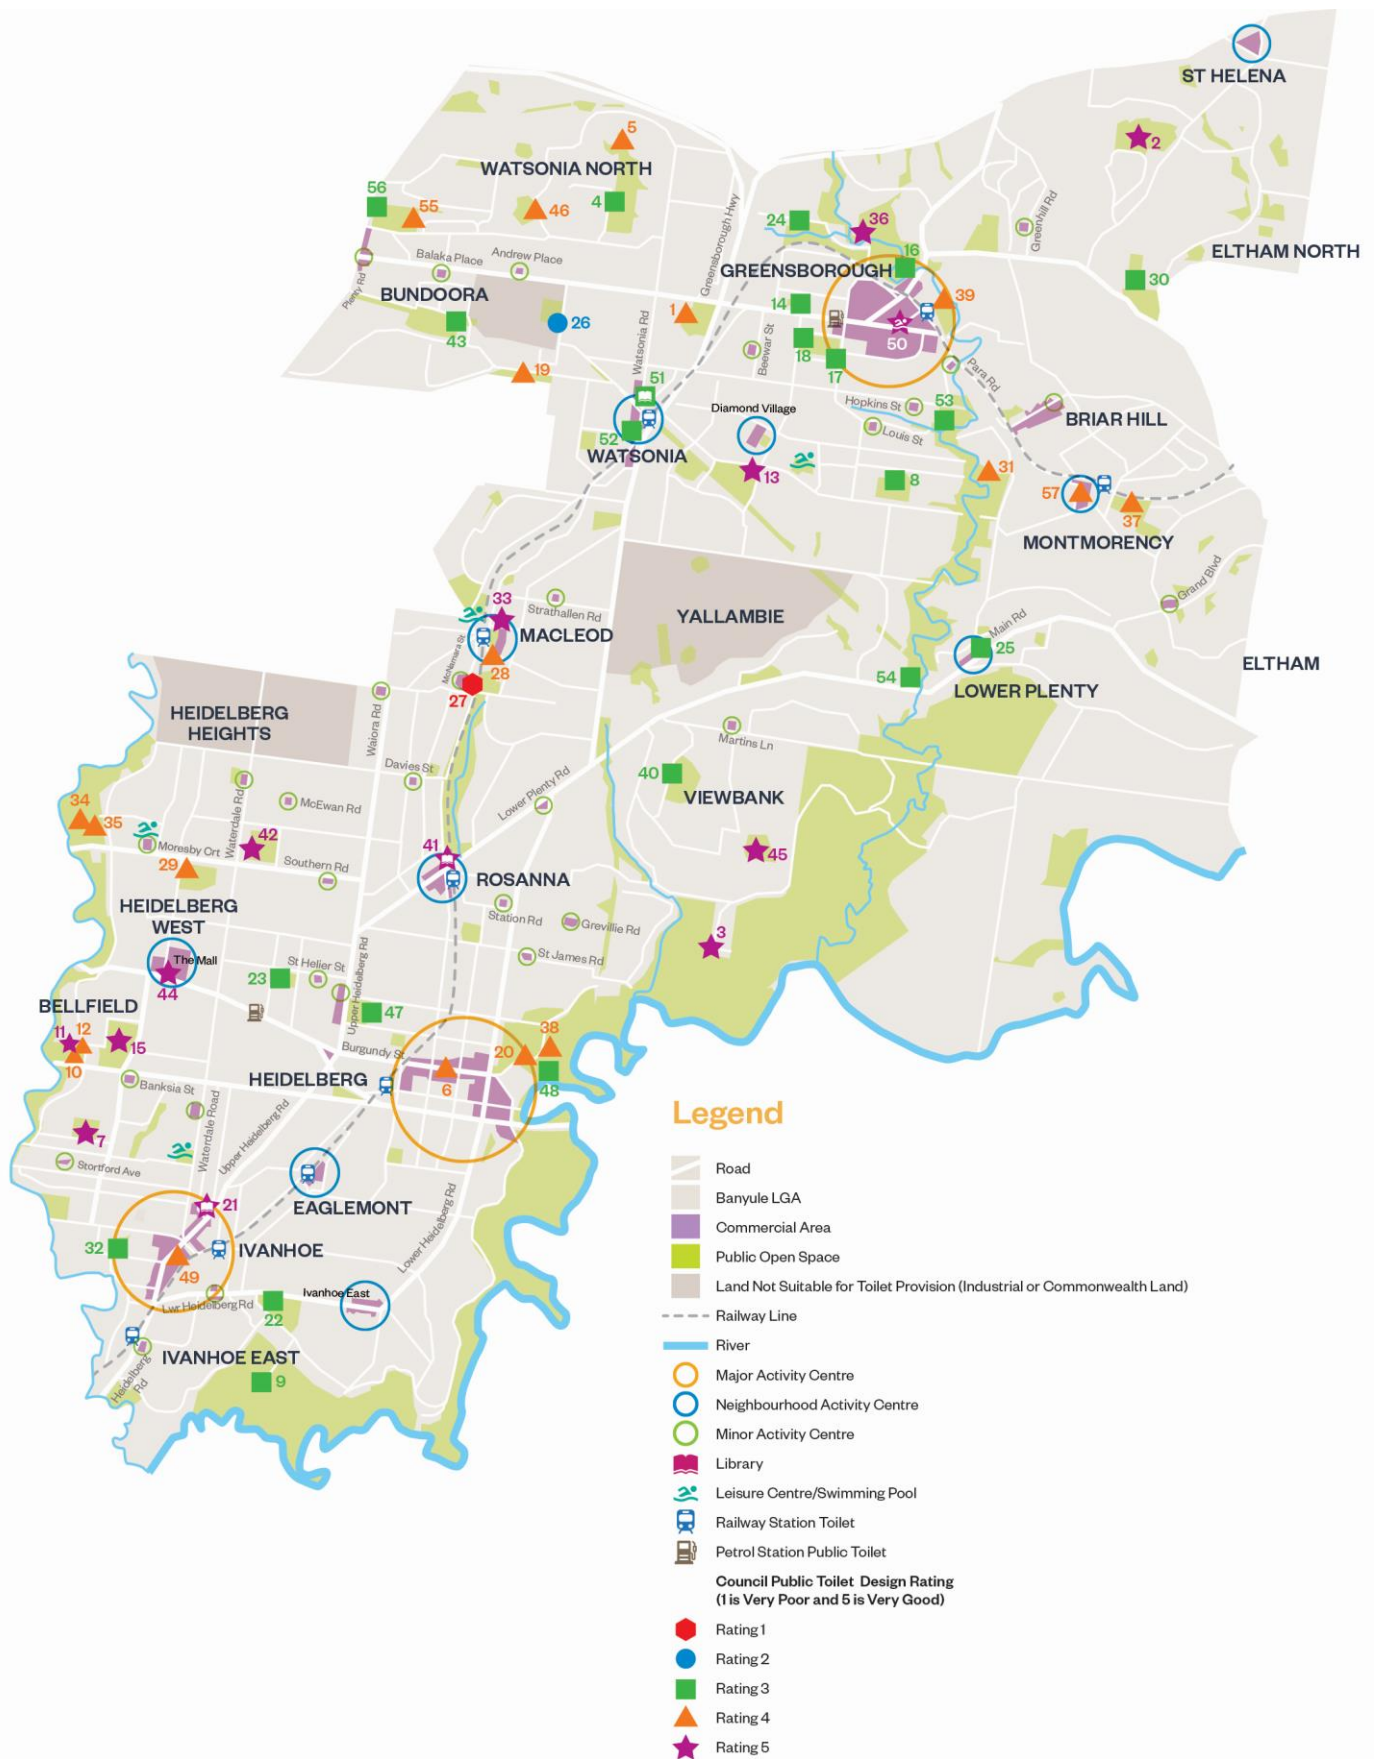 ST HELENA
2
5
WATSONIA NORTH
56
55
46
4
24
36
Greenhill Rd
Greensborough Hwy
ELTHAM NORTH
Balaka Place
Andrew Place
GREENSBOROUGH
16
30
Plenty Rd
BUNDOORA
39
14
1
26
43
Watsonia Rd
Beewar St
18
50
17
19
Para Rd
51
Diamond Village
Hopkins St
53
BRIAR HILL
52
Louis St
WATSONIA
13
8
31
57
37
MONTMORENCY
Grand Blvd
33
Strathallen Rd
YALLAMBIE
Main Rd
MACLEOD
McNamara St
25
28
27
54
LOWER PLENTY
ELTHAM
HEIDELBERG
HEIGHTS
Waiora Rd
Martins Ln
Davies St
40
VIEWBANK
Lower Plenty Rd
34
35
McEwan Rd
Waterdale Rd
42
Moresby Crt
41
45
29
Southern Rd
ROSANNA
HEIDELBERG
WEST
Station Rd
Greville Rd
3
The Mall
St Helier St
St James Rd
23
44
Upper Heidelberg Rd
BELLFIELD
47
11
12
15
38
10
Burgundy St
20
HEIDELBERG
6
48
Banksia St
7
Waterdale Road
Upper Heidelberg Rd
Stortford Ave
EAGLEMONT
21
Lower Heidelberg Rd
32
IVANHOE
49
Ivanhoe East
Lwr Heidelberg Rd
22
IVANHOE EAST
Heidelberg
Rd
9
Legend
Road
Banyule LGA
Commercial Area
Public Open Space
Land Not Suitable for Toilet Provision (Industrial or Commonwealth Land)
Railway Line
River
Major Activity Centre
Neighbourhood Activity Centre
Minor Activity Centre
Library
Leisure Centre/Swimming Pool
Railway Station Toilet
Petrol Station Public Toilet
Council Public Toilet Design Rating
(1 is Very Poor and 5 is Very Good)
Rating 1
Rating 2
Rating 3
Rating 4
Rating 5